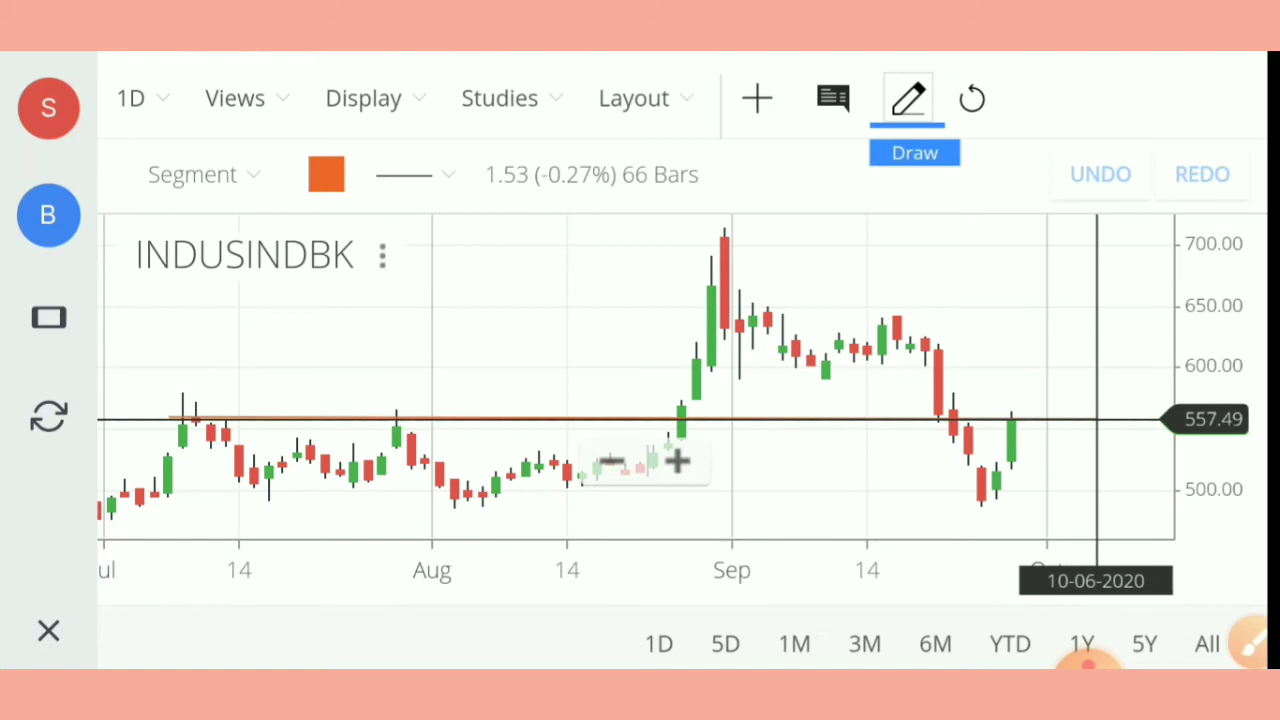 S
B
1D Views Display Studies Layout
Draw
Segment 1.53 (-0.27%) 66 Bars UNDO REDO
INDUSINDBK
700.00
650.00
600.00
557.49
500.00
ul 14 Aug 14 Sep 14
10-06-2020
1D 5D 1M 3M 6M YTD 1Y 5Y All